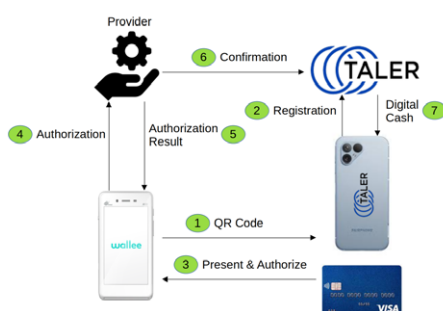 Provider
6 Confirmation
TALER
2 Registration
Digital
Cash 7
4 Authorization
Authorization
Result 5
wallee
TALER
1 QR Code
3 Present & Authorize
VISA